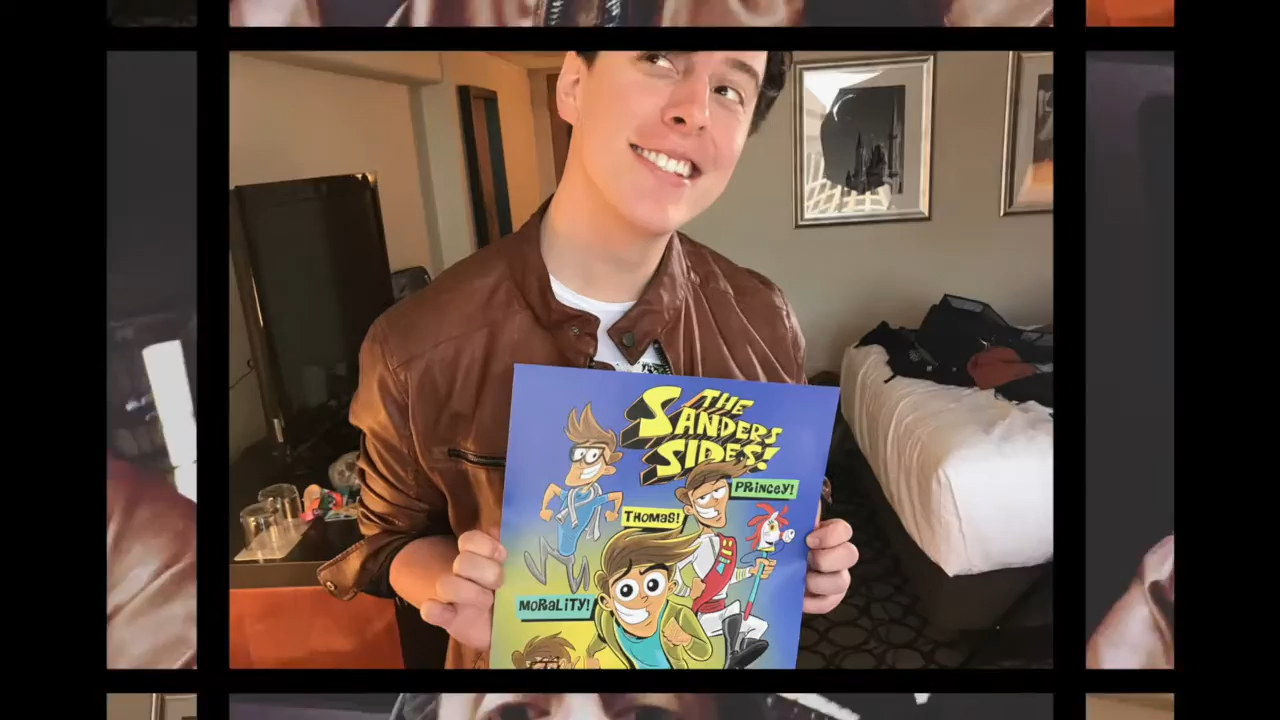 THE
SANDERS
SIDES!
PRINCEY!
THOMAS!
MORALITY!